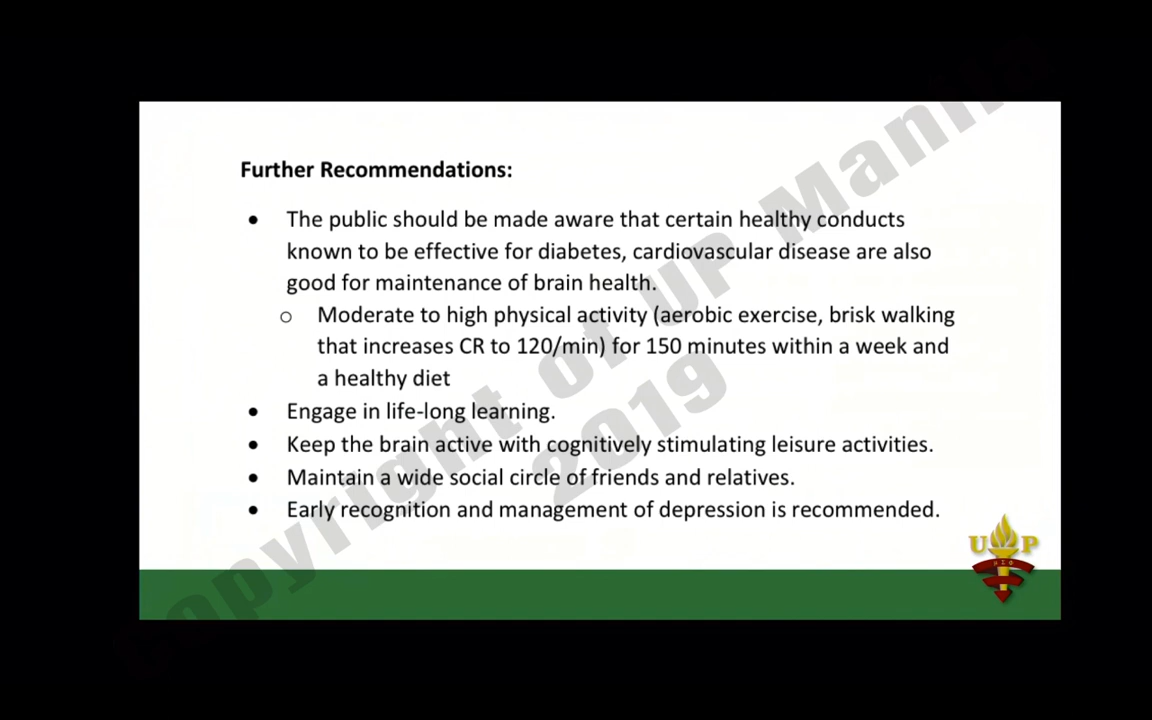 Further Recommendations:
• The public should be made aware that certain healthy conducts
known to be effective for diabetes, cardiovascular disease are also
good for maintenance of brain health.
o Moderate to high physical activity (aerobic exercise, brisk walking
that increases CR to 120/min) for 150 minutes within a week and
a healthy diet
• Engage in life-long learning.
• Keep the brain active with cognitively stimulating leisure activities.
• Maintain a wide social circle of friends and relatives.
• Early recognition and management of depression is recommended.
Copyright of UP Manila
2019
U P